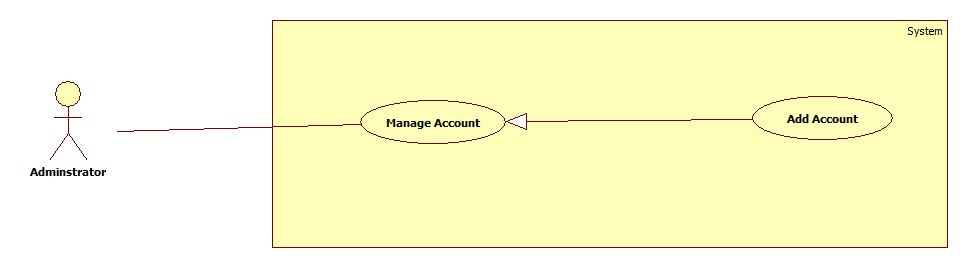 System
Manage Account
Add Account
Adminstrator